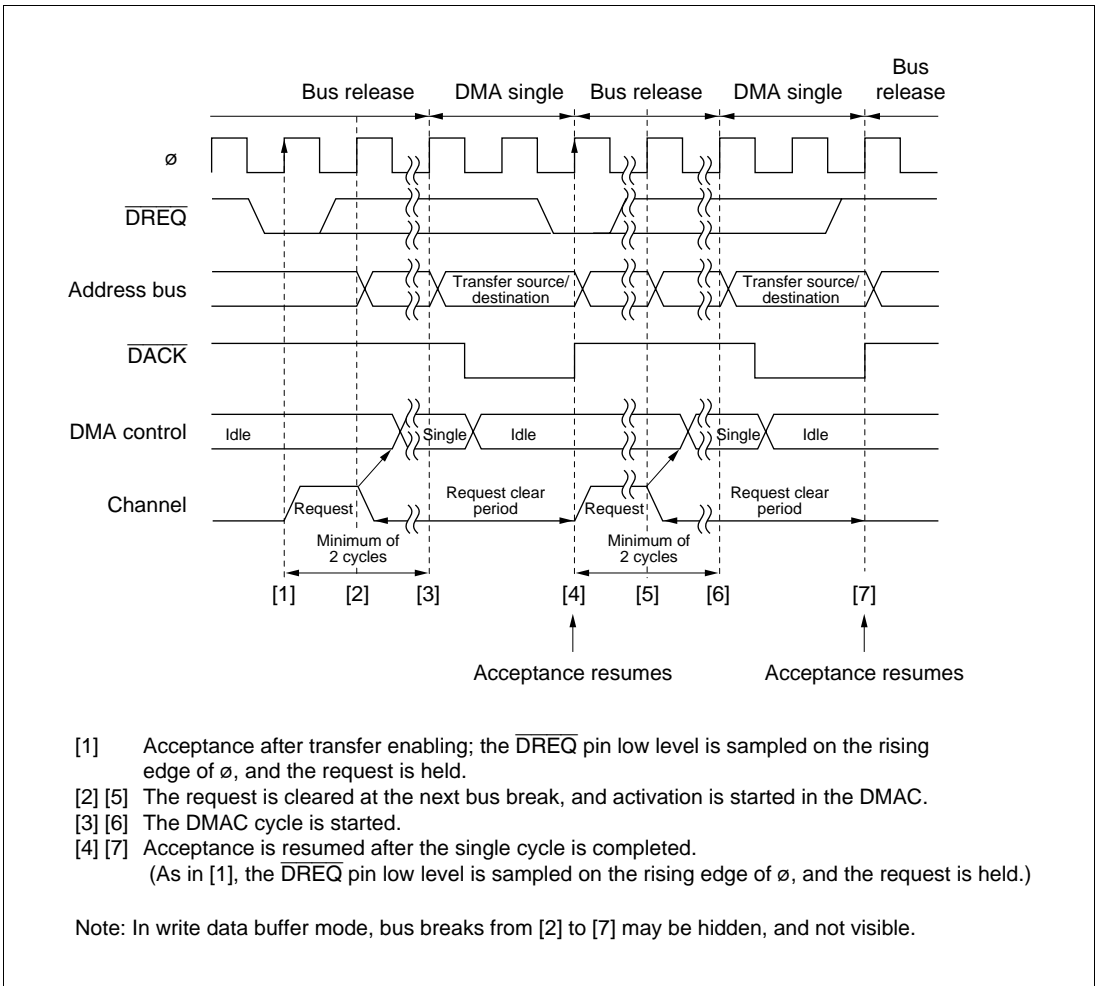 Bus release
DMA single
Bus release
DMA single
Bus
release
ø
DREQ
Address bus
Transfer source/
destination
Transfer source/
destination
DACK
DMA control
Idle
Single
Idle
Single
Idle
Channel
Request
Request clear
period
Request
Request clear
period
Minimum of
2 cycles
Minimum of
2 cycles
[1] [2] [3] [4] [5] [6] [7]
Acceptance resumes
Acceptance resumes
[1] Acceptance after transfer enabling; the DREQ pin low level is sampled on the rising
edge of ø, and the request is held.
[2] [5] The request is cleared at the next bus break, and activation is started in the DMAC.
[3] [6] The DMAC cycle is started.
[4] [7] Acceptance is resumed after the single cycle is completed.
(As in [1], the DREQ pin low level is sampled on the rising edge of ø, and the request is held.)
Note: In write data buffer mode, bus breaks from [2] to [7] may be hidden, and not visible.